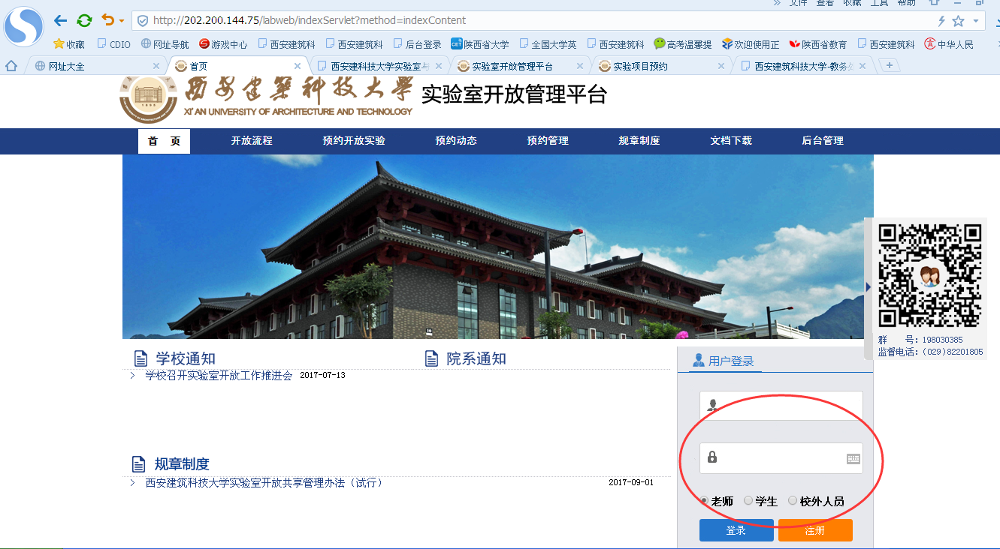 文件 查看 收藏 工具 帮助
http://202.200.144.75/labweb/indexServlet?method=indexContent
收藏 CDIO 网址导航 游戏中心 西安建筑科 西安建筑科 后台登录 陕西省大学 全国大学英 西安建筑科 高考温馨提 欢迎使用正 陕西省教育 西安建筑科 中华人民
网址大全 首页 西安建科技大学实验室与 实验室开放管理平台 实验项目预约 西安建筑科技大学-教务处
西安建筑科技大学 实验室开放管理平台
XI'AN UNIVERSITY OF ARCHITECTURE AND TECHNOLOGY
首 页 开放流程 预约开放实验 预约动态 预约管理 规章制度 文档下载 后台管理
群 号：198030385
监督电话：(029)82201805
学校通知 院系通知
学校召开实验室开放工作推进会 2017-07-13
规章制度
西安建筑科技大学实验室开放共享管理办法（试行） 2017-09-01
用户登录
老师 学生 校外人员
登录 注册